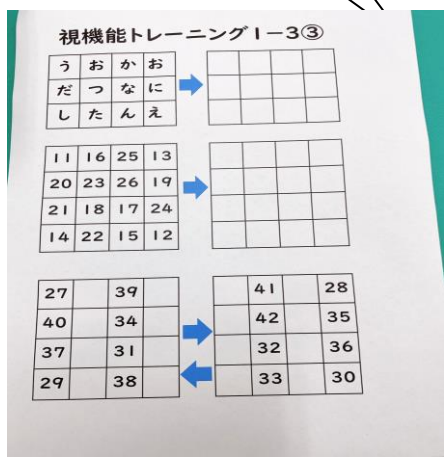 視機能トレーニング1-3③
う お か お
だ つ な に
し た ん え
11 16 25 13
20 23 26 19
21 18 17 24
14 22 15 12
27 39 41 28
40 34 42 35
37 31 32 36
29 38 33 30